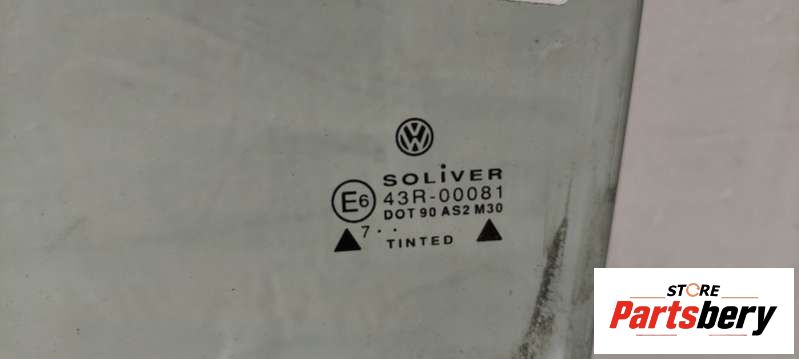 SOLiVER
E6 43R-00081
DOT 90 AS2 M30
7 . .
TINTED
STORE
Partsbery